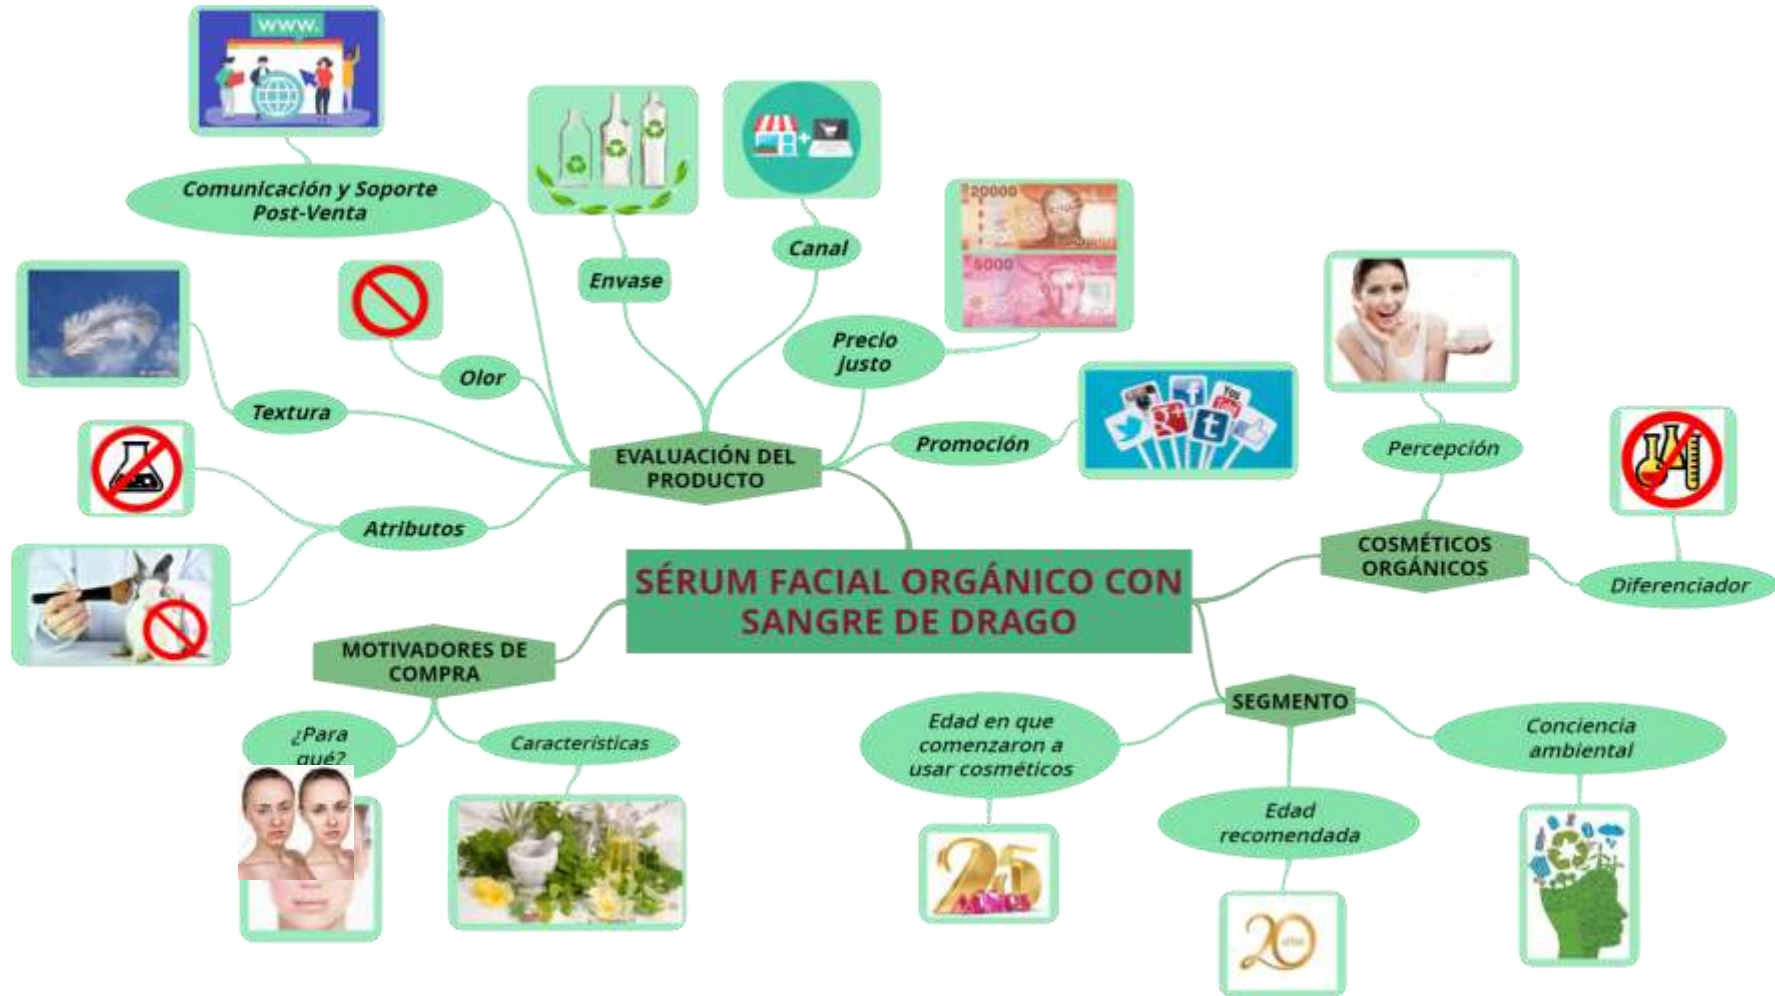 www.
Comunicación y Soporte
Post-Venta
Envase
Canal
20000
5000
Precio
Justo
Olor
Textura
Promoción
You
Percepción
EVALUACIÓN DEL
PRODUCTO
Atributos
COSMÉTICOS
ORGÁNICOS
Diferenciador
SÉRUM FACIAL ORGÁNICO CON
SANGRE DE DRAGO
MOTIVADORES DE
COMPRA
¿Para
qué?
Características
SEGMENTO
Edad en que
comenzaron a
usar cosméticos
Conciencia
ambiental
Edad
recomendada
25
AÑOS
20
años